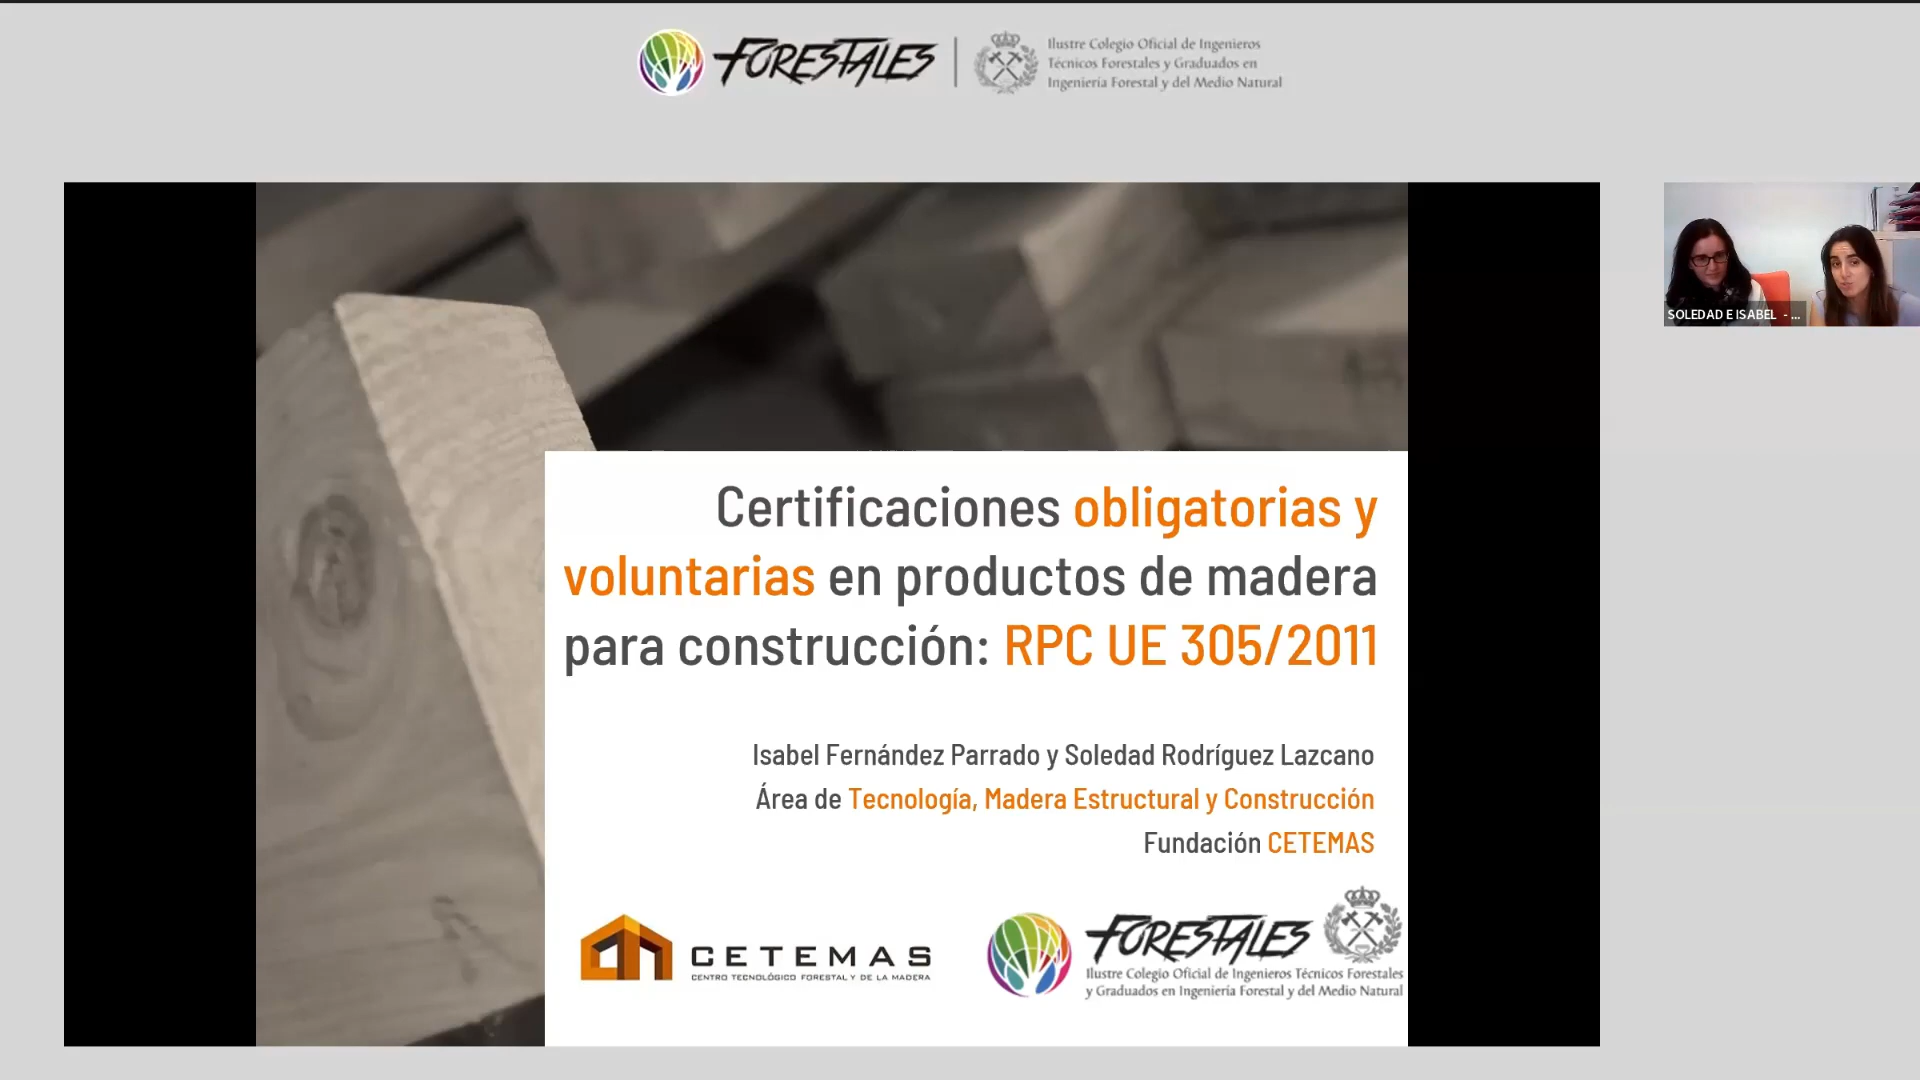 FORESTALES
Ilustre Colegio Oficial de Ingenieros
Técnicos Forestales y Graduados en
Ingeniería Forestal y del Medio Natural
SOLEDAD E ISABEL - ...
Certificaciones obligatorias y
voluntarias en productos de madera
para construcción: RPC UE 305/2011
Isabel Fernández Parrado y Soledad Rodríguez Lazcano
Área de Tecnología, Madera Estructural y Construcción
Fundación CETEMAS
CETEMAS
CENTRO TECNOLÓGICO FORESTAL Y DE LA MADERA
FORESTALES
Ilustre Colegio Oficial de Ingenieros Técnicos Forestales
y Graduados en Ingeniería Forestal y del Medio Natural